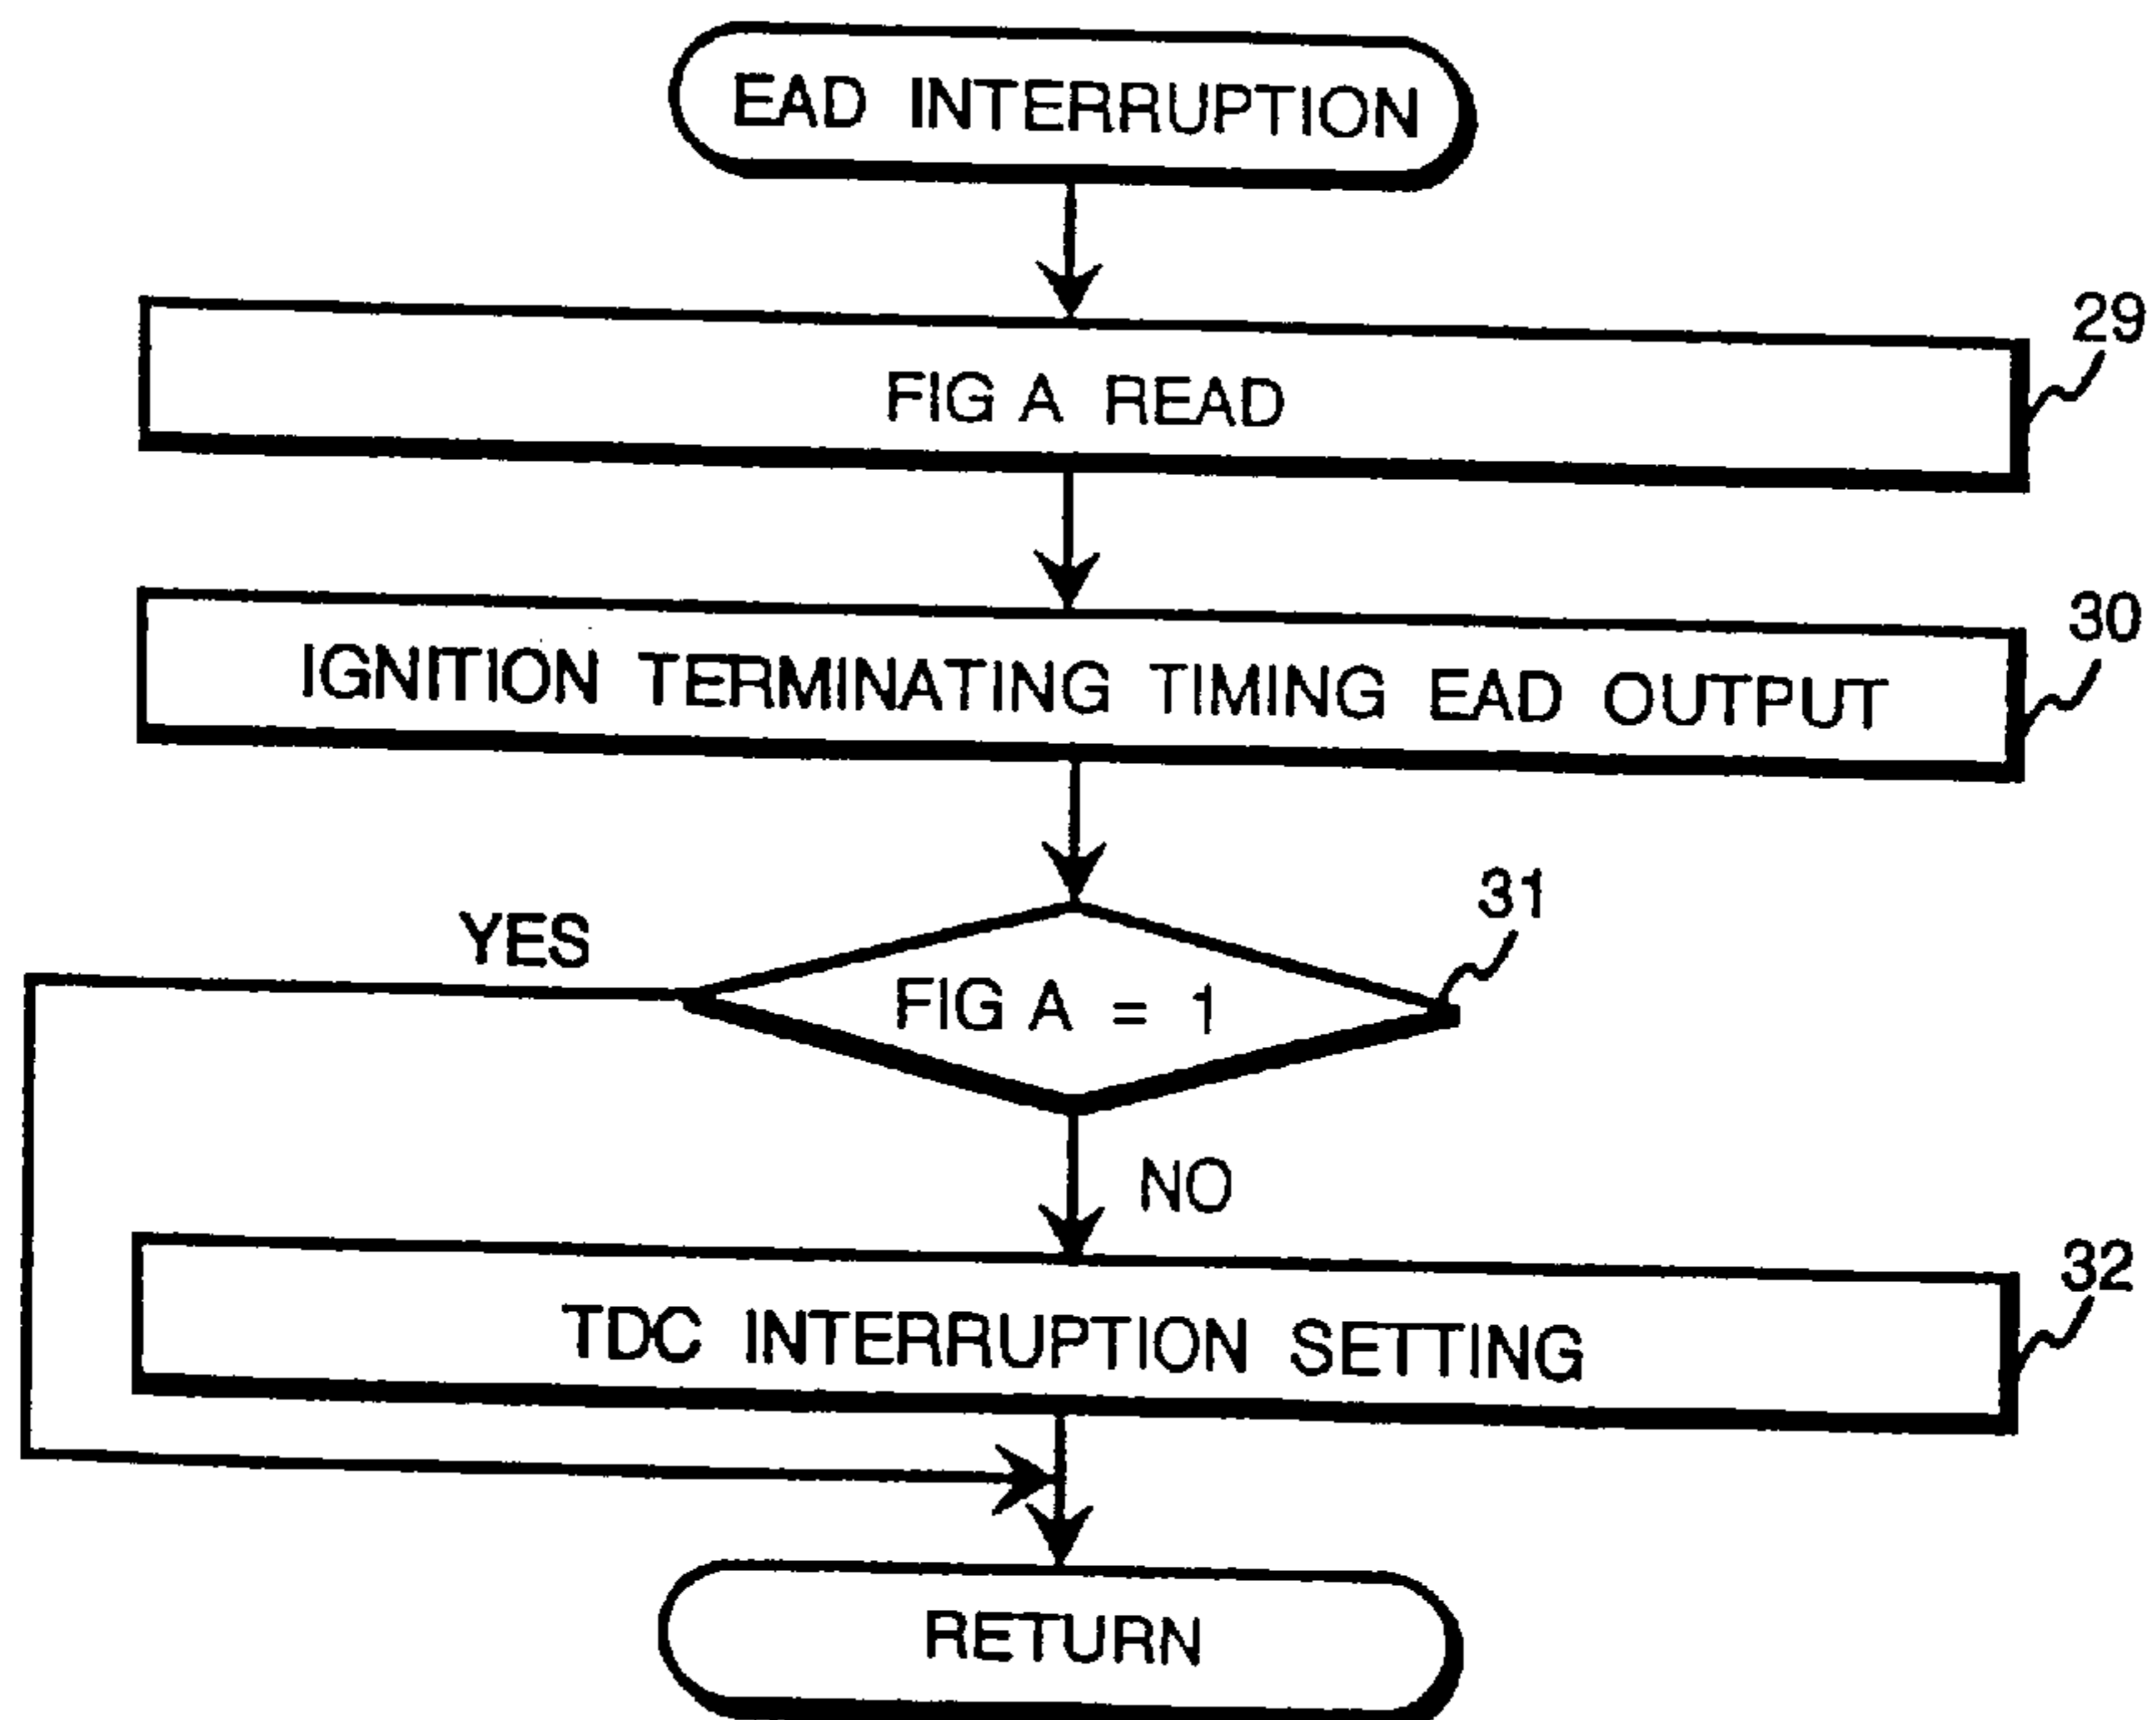 EAD INTERRUPTION
29
FIG A READ
30
IGNITION TERMINATING TIMING EAD OUTPUT
31
YES
FIG A = 1
NO
32
TDC INTERRUPTION SETTING
RETURN